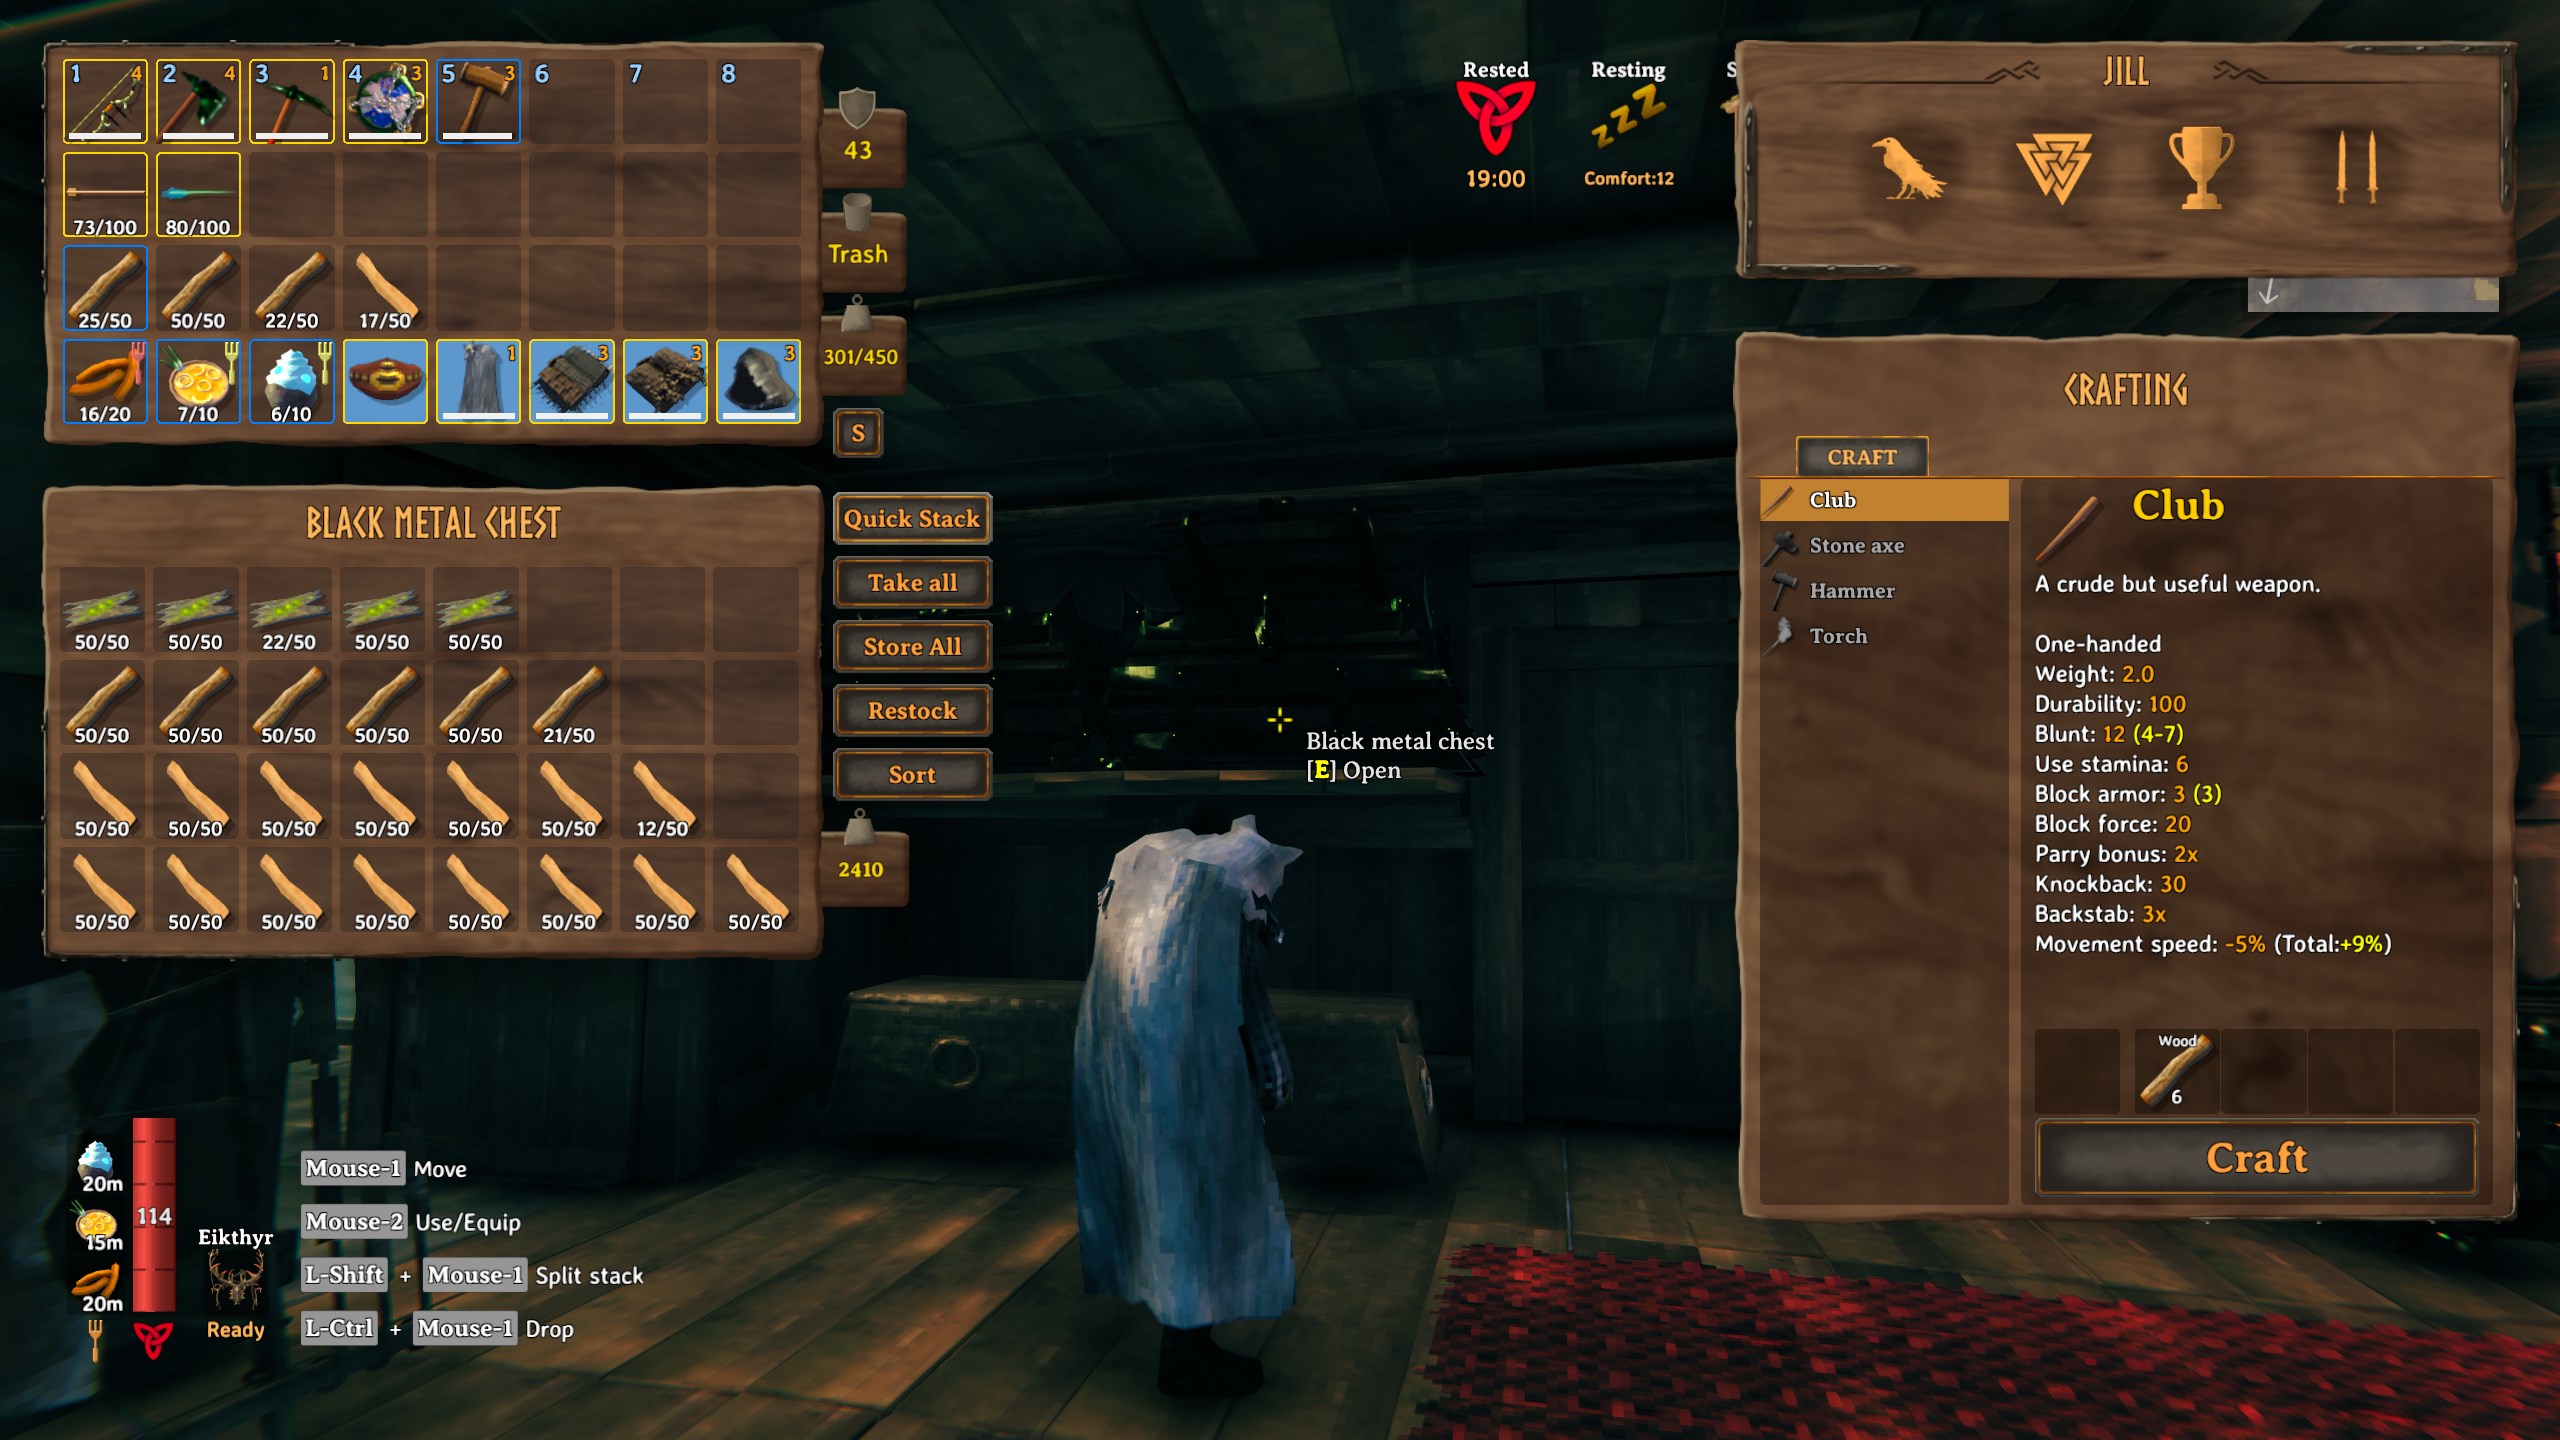 1 4 2 4 3 1 4 3 5 3 6 7 8
73/100 80/100
25/50 50/50 22/50 17/50
1 3 3 3
16/20 7/10 6/10
43
Trash
301/450
S
BLACK METAL CHEST
50/50 50/50 22/50 50/50 50/50
50/50 50/50 50/50 50/50 50/50 21/50
50/50 50/50 50/50 50/50 50/50 50/50 12/50
50/50 50/50 50/50 50/50 50/50 50/50 50/50 50/50
Quick Stack
Take all
Store All
Restock
Sort
2410
Rested
19:00
Resting
Comfort:12
S
Black metal chest
[E] Open
JILL
CRAFTING
CRAFT
Club
Stone axe
Hammer
Torch
Club
A crude but useful weapon.
One-handed
Weight: 2.0
Durability: 100
Blunt: 12 (4-7)
Use stamina: 6
Block armor: 3 (3)
Block force: 20
Parry bonus: 2x
Knockback: 30
Backstab: 3x
Movement speed: -5% (Total:+9%)
Wood
6
Craft
20m
15m
20m
114
Eikthyr
Ready
Mouse-1 Move
Mouse-2 Use/Equip
L-Shift + Mouse-1 Split stack
L-Ctrl + Mouse-1 Drop